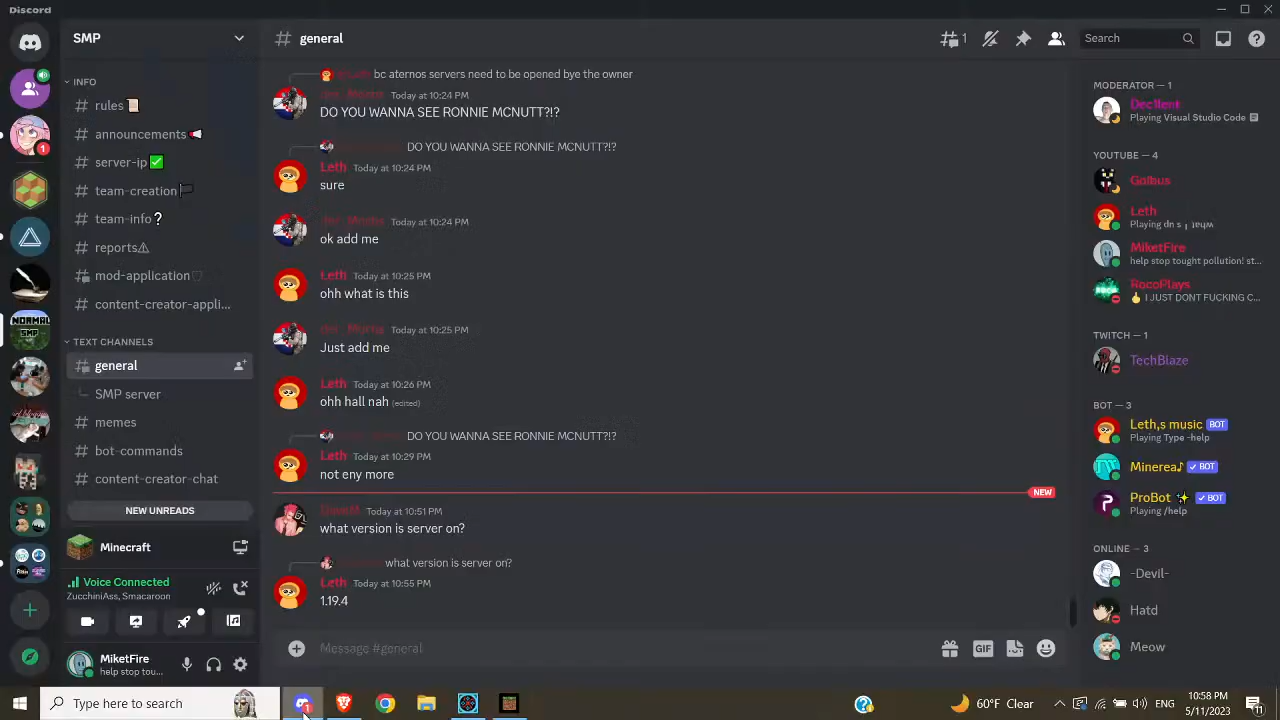 Discord
SMP
general
1
Search
INFO
rules
announcements
server-ip
team-creation
team-info
reports
mod-application
content-creator-appli...
TEXT CHANNELS
general
SMP server
memes
bot-commands
content-creator-chat
NEW UNREADS
Minecraft
Voice Connected
ZucchiniAss, Smacaroon
MiketFire
help stop tou...
bc aternos servers need to be opened bye the owner
Today at 10:24 PM
DO YOU WANNA SEE RONNIE MCNUTT?!?
DO YOU WANNA SEE RONNIE MCNUTT?!?
Leth Today at 10:24 PM
sure
Today at 10:24 PM
ok add me
Leth Today at 10:25 PM
ohh what is this
Today at 10:25 PM
Just add me
Leth Today at 10:26 PM
ohh hall nah (edited)
DO YOU WANNA SEE RONNIE MCNUTT?!?
Leth Today at 10:29 PM
not eny more
NEW
Today at 10:51 PM
what version is server on?
what version is server on?
Leth Today at 10:55 PM
1.19.4
Message #general
GIF
MODERATOR — 1
Playing Visual Studio Code
YOUTUBE — 4
Golbus
Leth
Playing
MiketFire
help stop tought pollution! st...
RocoPlays
I JUST DONT FUCKING C...
TWITCH — 1
TechBlaze
BOT — 3
Leth,s music BOT
Playing Type -help
Minerea BOT
ProBot BOT
Playing /help
ONLINE — 3
-Devil-
Hatd
Meow
Type here to search
60°F Clear
10:58 PM
5/11/2023
11